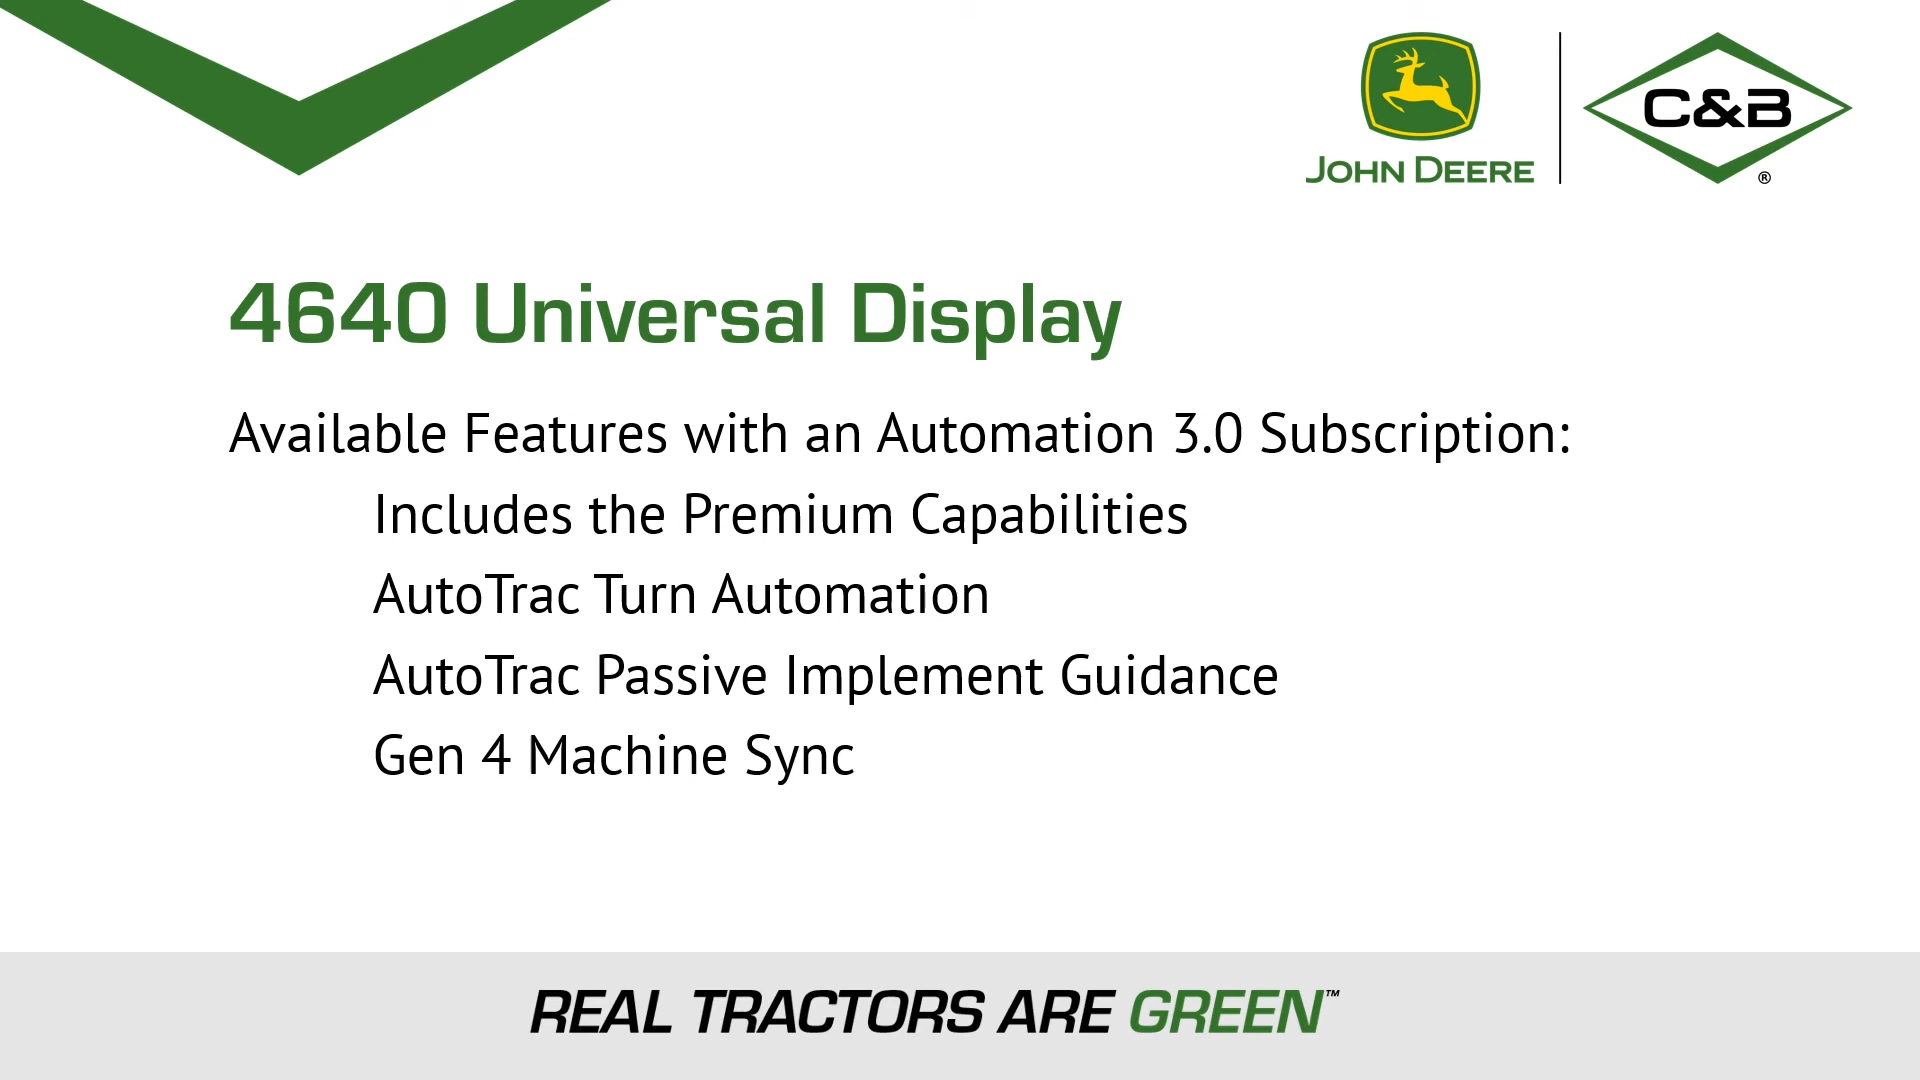 JOHN DEERE
C&B
®
4640 Universal Display
Available Features with an Automation 3.0 Subscription:
Includes the Premium Capabilities
AutoTrac Turn Automation
AutoTrac Passive Implement Guidance
Gen 4 Machine Sync
REAL TRACTORS ARE GREEN™